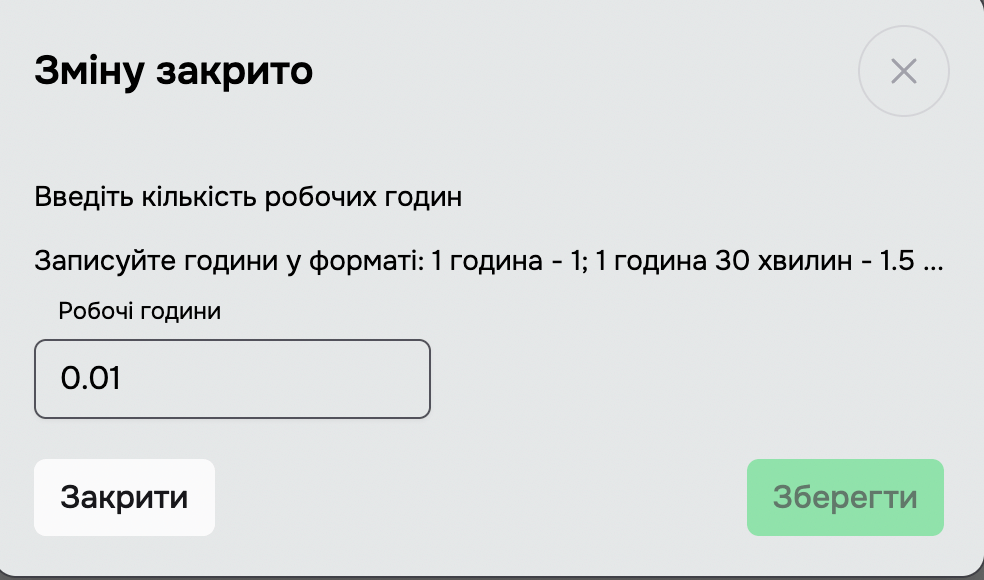 Зміну закрито
Введіть кількість робочих годин
Записуйте години у форматі: 1 година - 1; 1 година 30 хвилин - 1.5 ...
Робочі години
0.01
Закрити
Зберегти